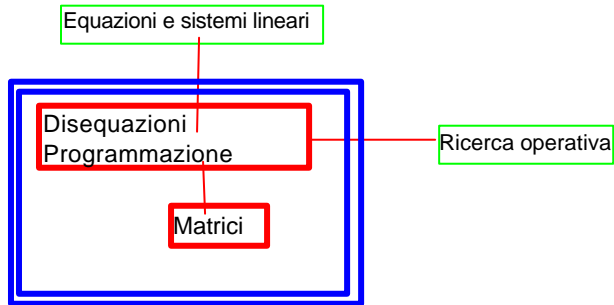 Equazioni e sistemi lineari
Disequazioni
Programmazione
Ricerca operativa
Matrici